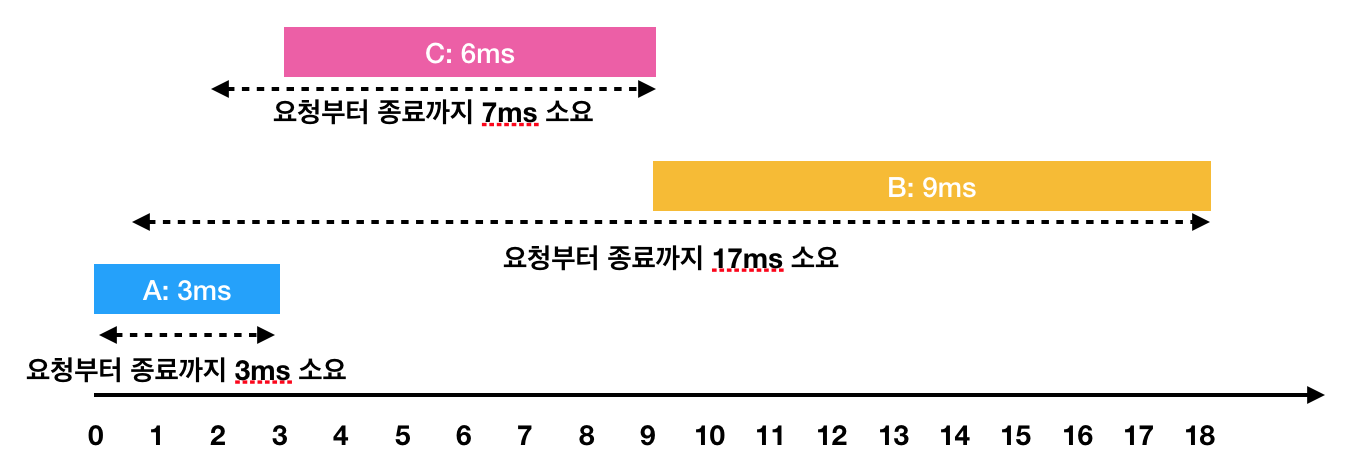 C: 6ms
요청부터 종료까지 7ms 소요
B: 9ms
요청부터 종료까지 17ms 소요
A: 3ms
요청부터 종료까지 3ms 소요
0 1 2 3 4 5 6 7 8 9 10 11 12 13 14 15 16 17 18